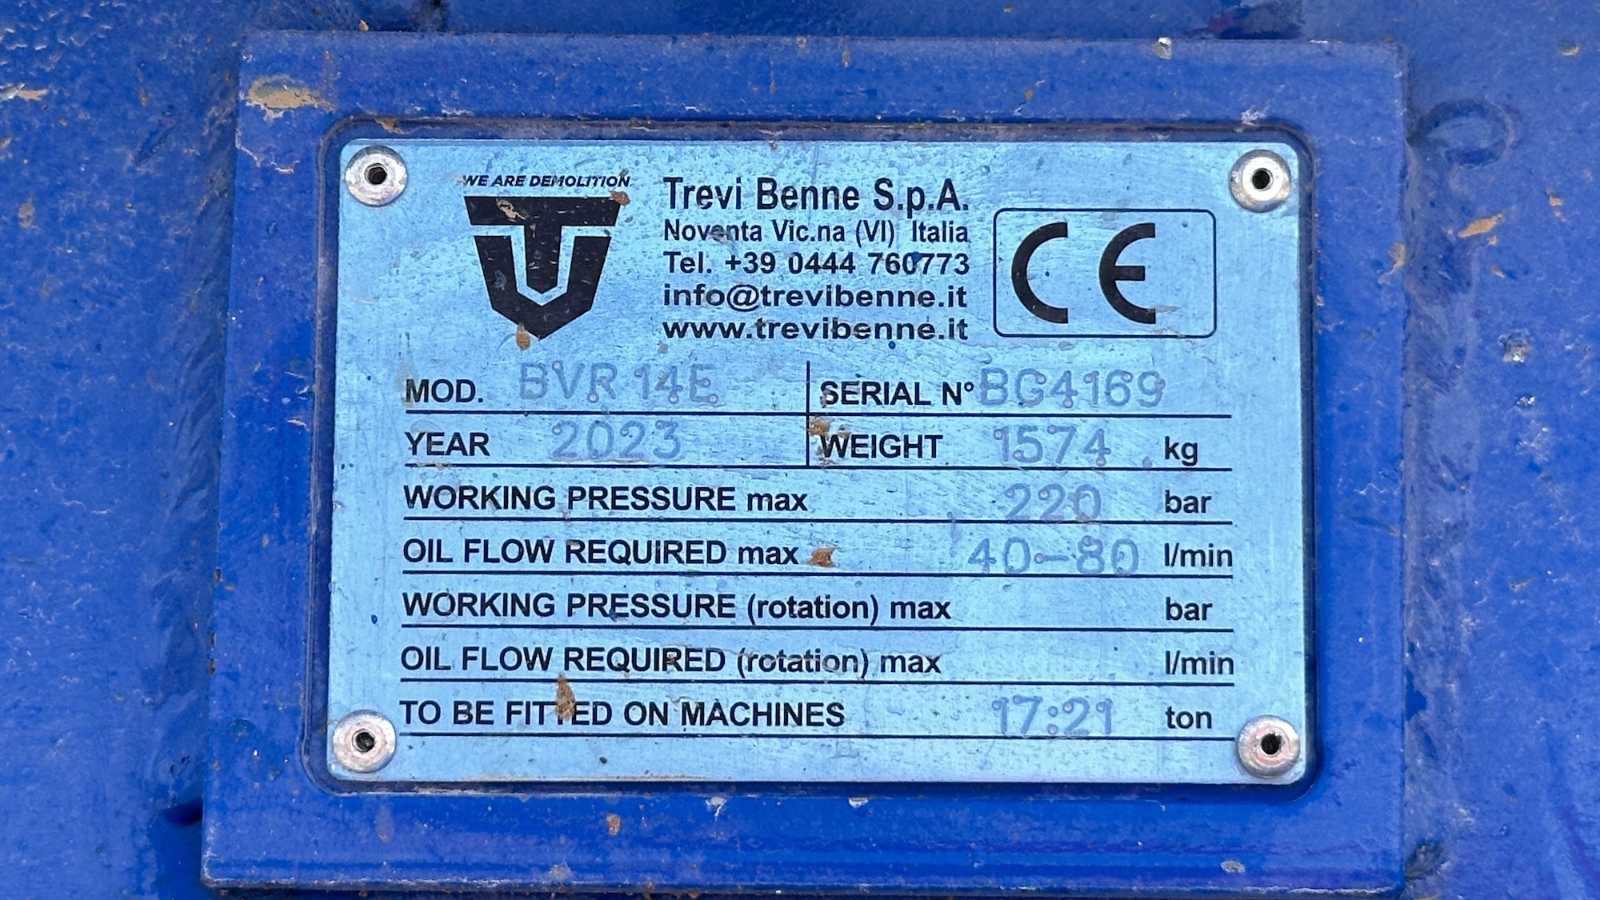 WE ARE DEMOLITION
Trevi Benne S.p.A.
Noventa Vic.na (VI) Italia
Tel. +39 0444 760773
info@trevibenne.it
www.trevibenne.it
CE
MOD. BVR 14E SERIAL N° BG4169
YEAR 2023 WEIGHT 1574 kg
WORKING PRESSURE max 220 bar
OIL FLOW REQUIRED max 40-80 l/min
WORKING PRESSURE (rotation) max bar
OIL FLOW REQUIRED (rotation) max l/min
TO BE FITTED ON MACHINES 17:21 ton